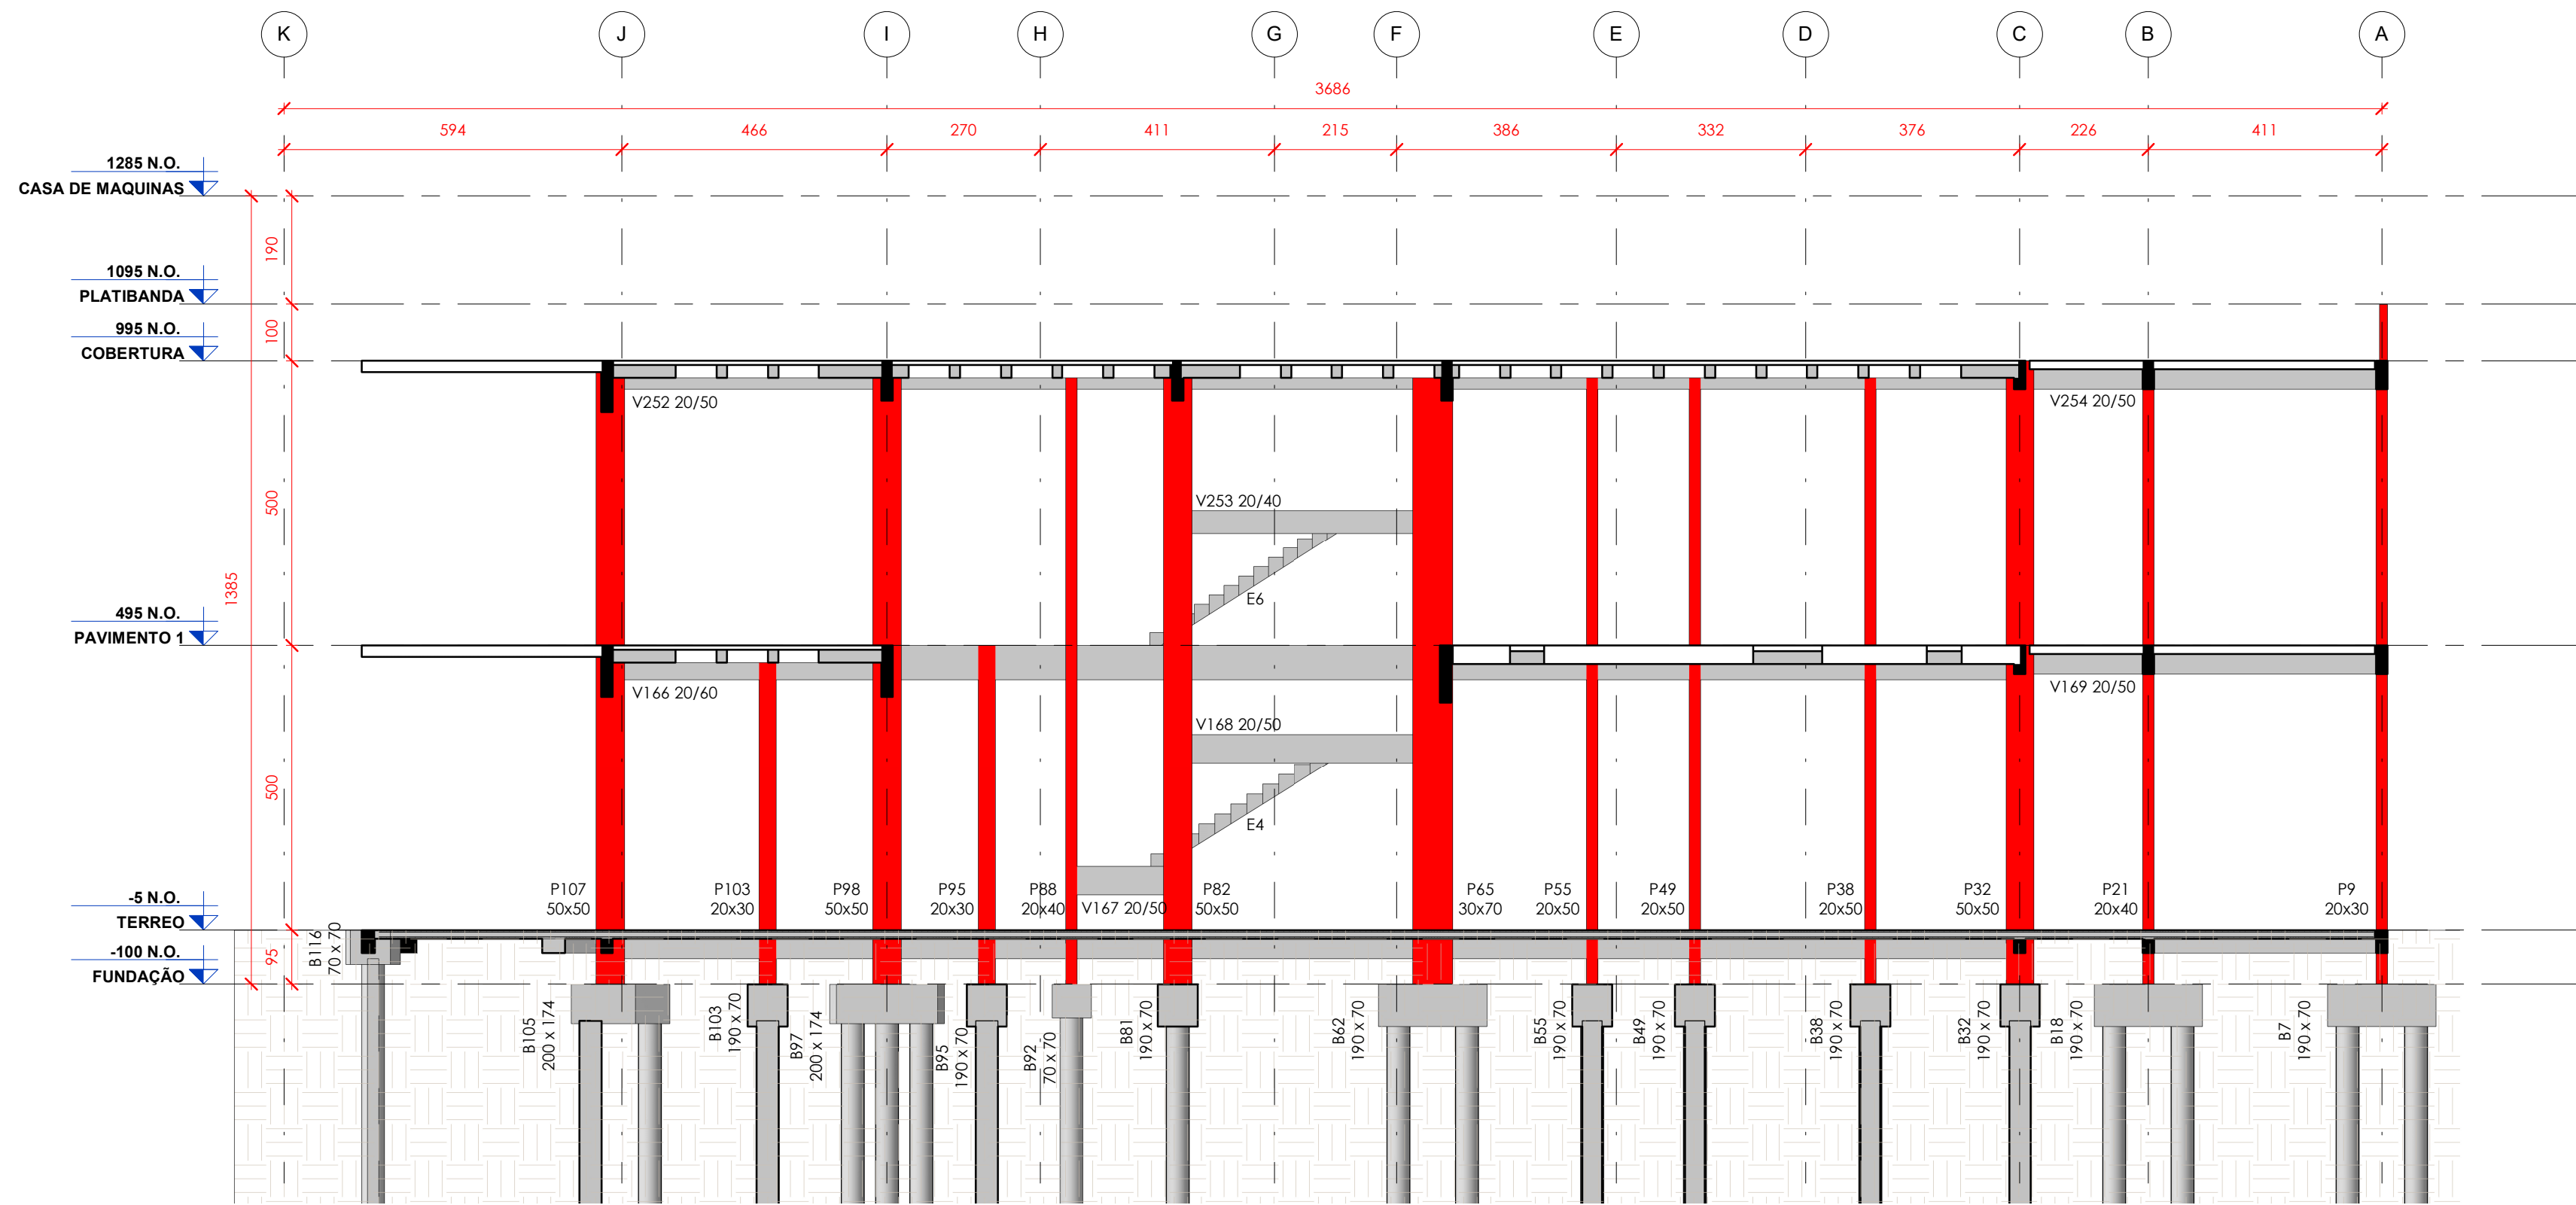 K J I H G F E D C B A
3686
594 466 270 411 215 386 332 376 226 411
1285 N.O.
CASA DE MAQUINAS
190
1095 N.O.
PLATIBANDA
100
995 N.O.
COBERTURA
V252 20/50
V254 20/50
500
V253 20/40
E6
1385
495 N.O.
PAVIMENTO 1
V166 20/60
V169 20/50
V168 20/50
500
E4
P107
50x50
P103
20x30
P98
50x50
P95
20x30
P88
20x40
V167 20/50
P82
50x50
P65
30x70
P55
20x50
P49
20x50
P38
20x50
P32
50x50
P21
20x40
P9
20x30
-5 N.O.
TERREO
95
-100 N.O.
FUNDAÇÃO
B116
70 x 70
B105
200 x 174
B103
190 x 70
B97
200 x 174
B95
190 x 70
B92
70 x 70
B81
190 x 70
B62
190 x 70
B55
190 x 70
B49
190 x 70
B38
190 x 70
B32
190 x 70
B18
190 x 70
B7
190 x 70